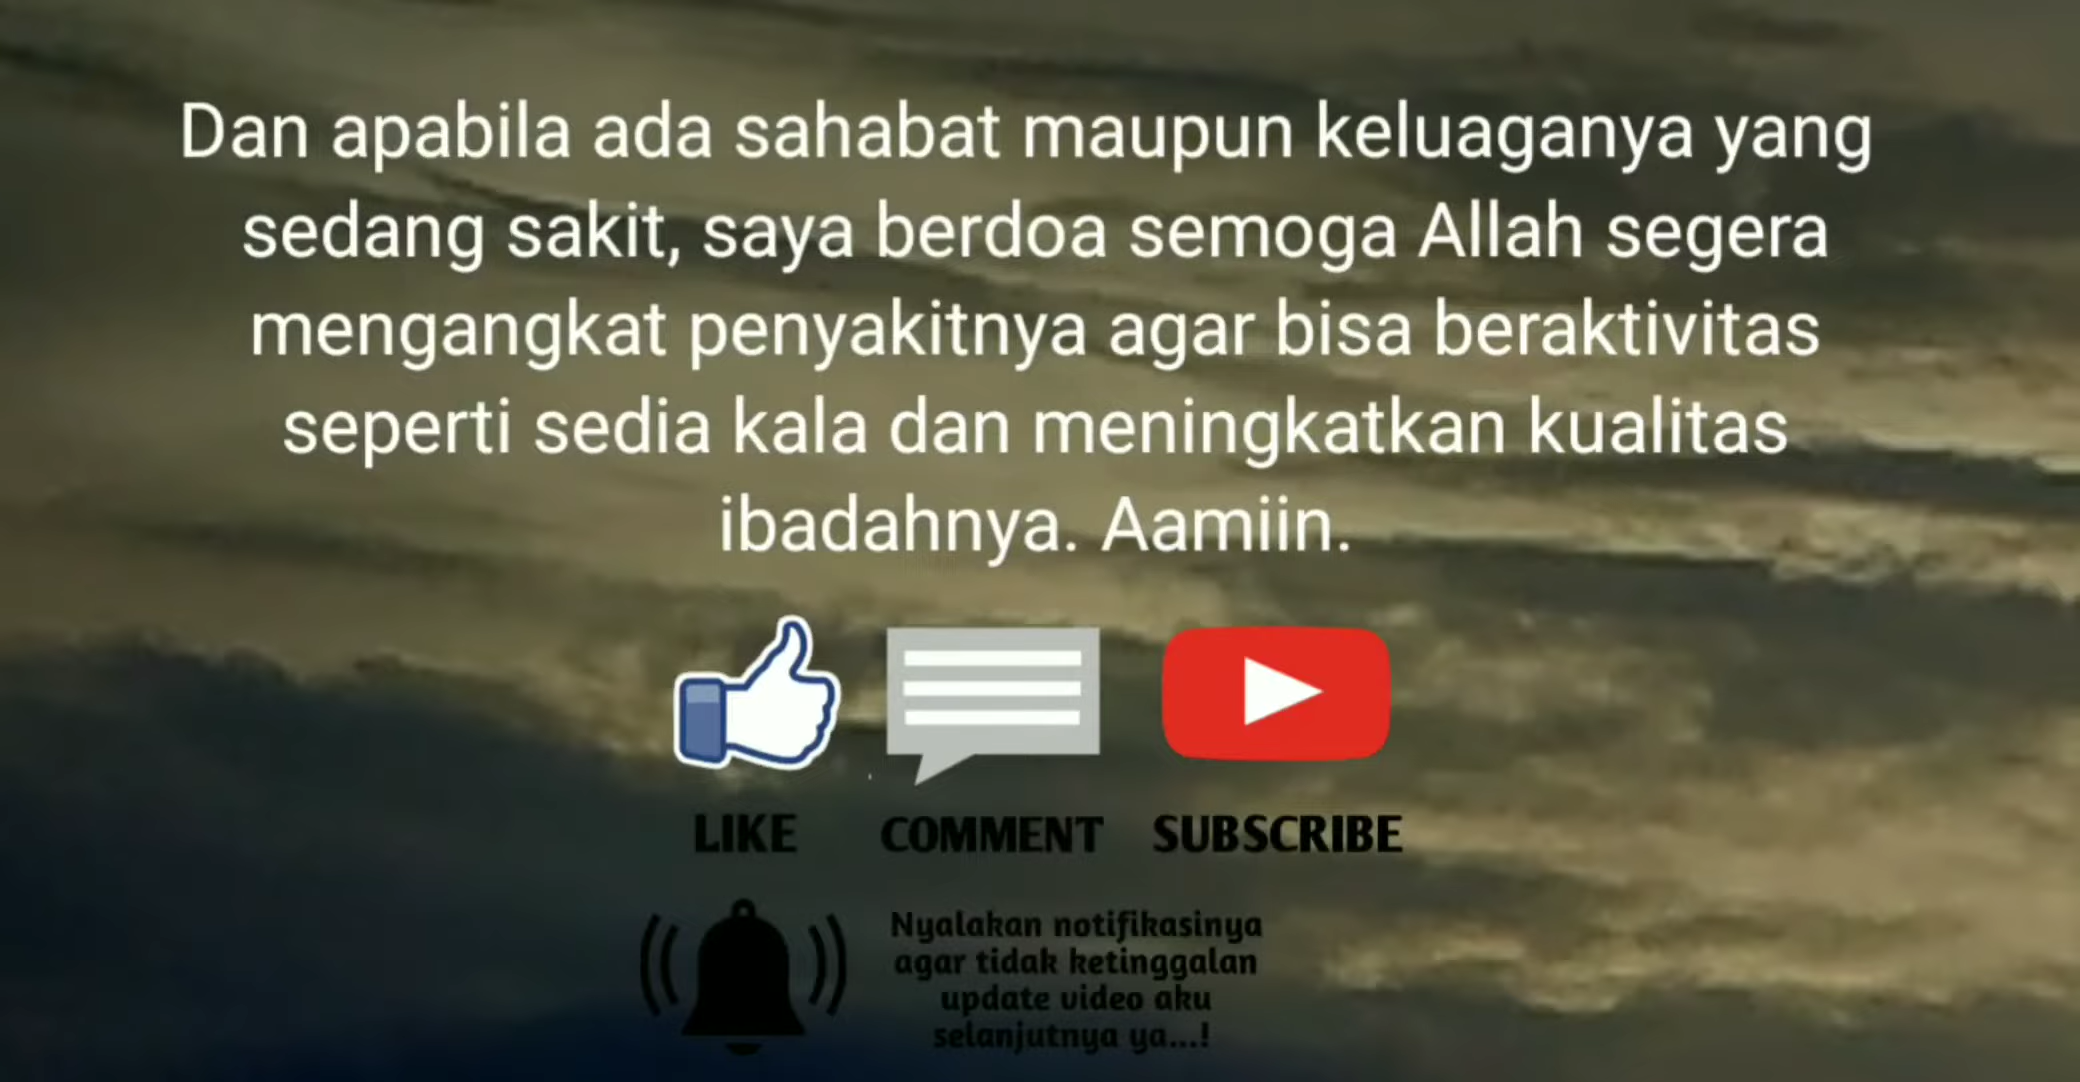 Dan apabila ada sahabat maupun keluaganya yang
sedang sakit, saya berdoa semoga Allah segera
mengangkat penyakitnya agar bisa beraktivitas
seperti sedia kala dan meningkatkan kualitas
ibadahnya. Aamiin.
LIKE COMMENT SUBSCRIBE
Nyalakan notifikasinya
agar tidak ketinggalan
update video aku
selanjutnya ya...!